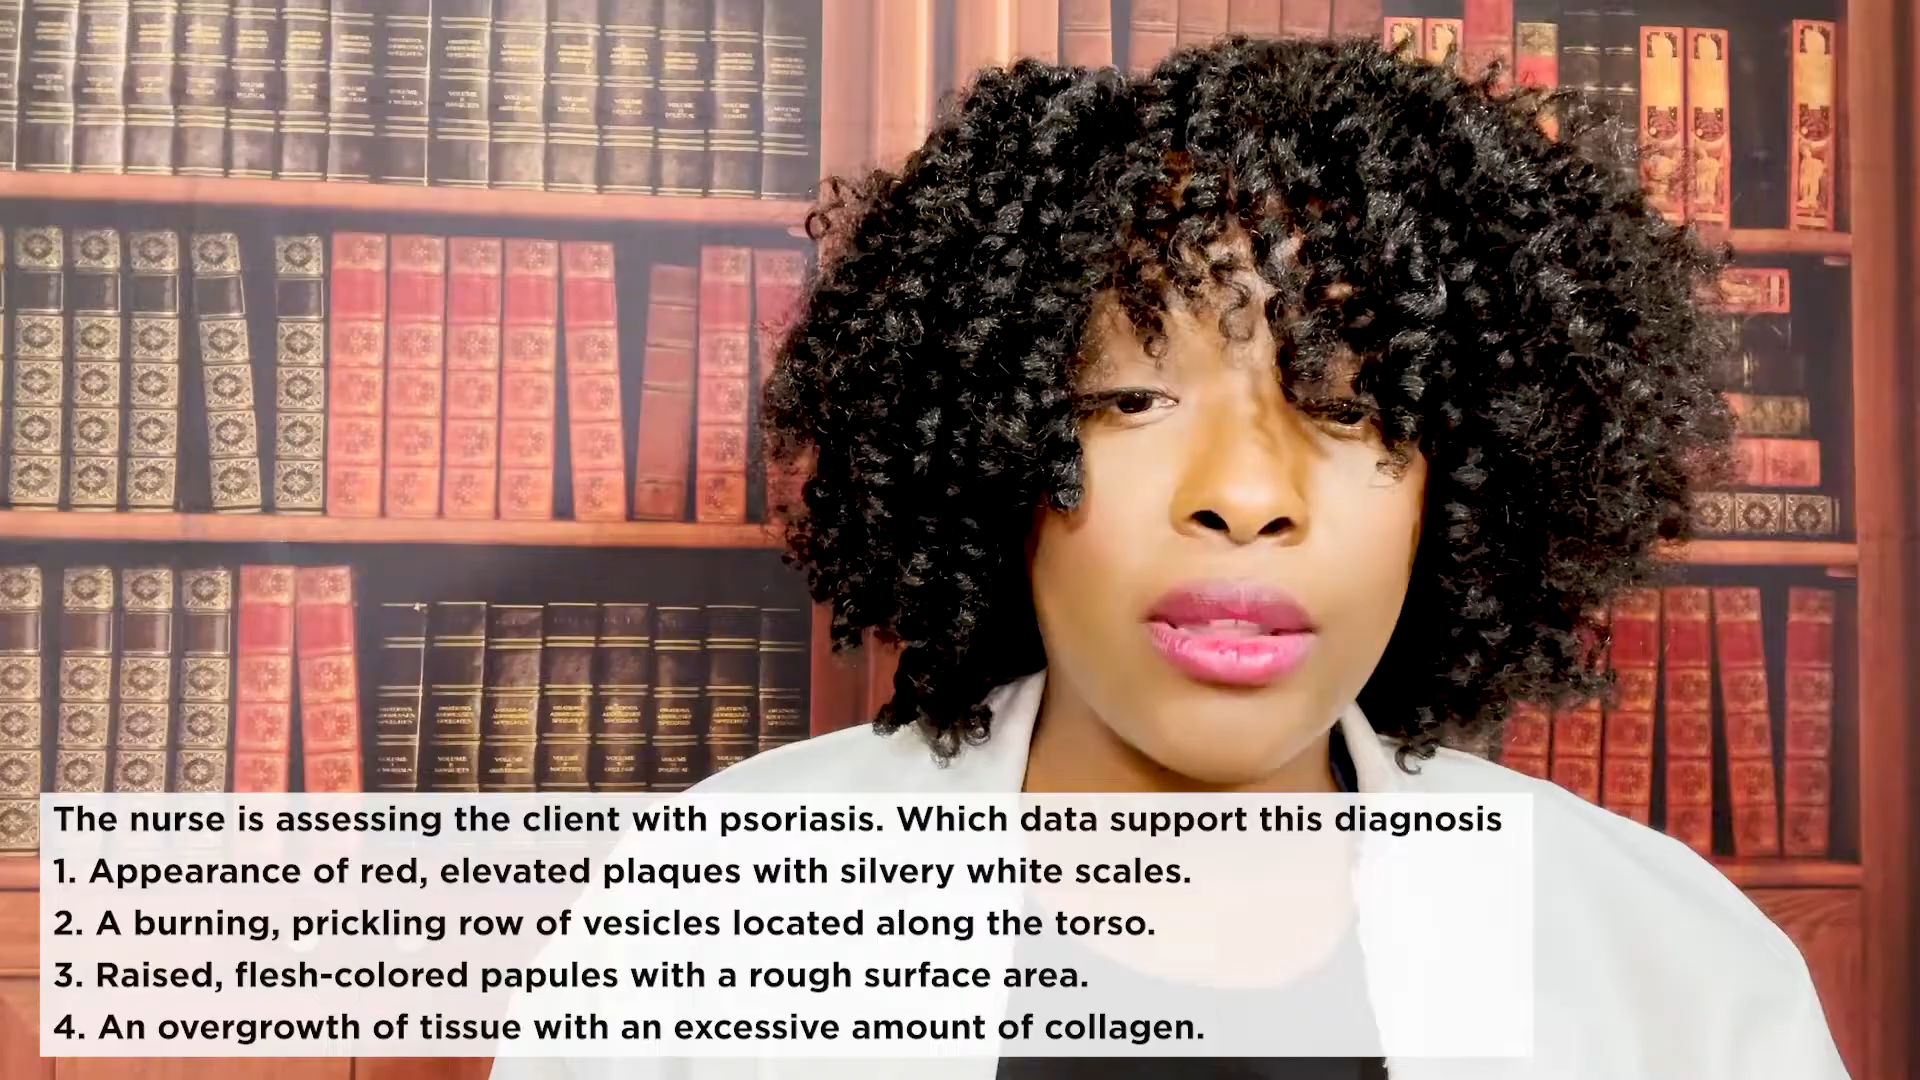 The nurse is assessing the client with psoriasis. Which data support this diagnosis
1. Appearance of red, elevated plaques with silvery white scales.
2. A burning, prickling row of vesicles located along the torso.
3. Raised, flesh-colored papules with a rough surface area.
4. An overgrowth of tissue with an excessive amount of collagen.